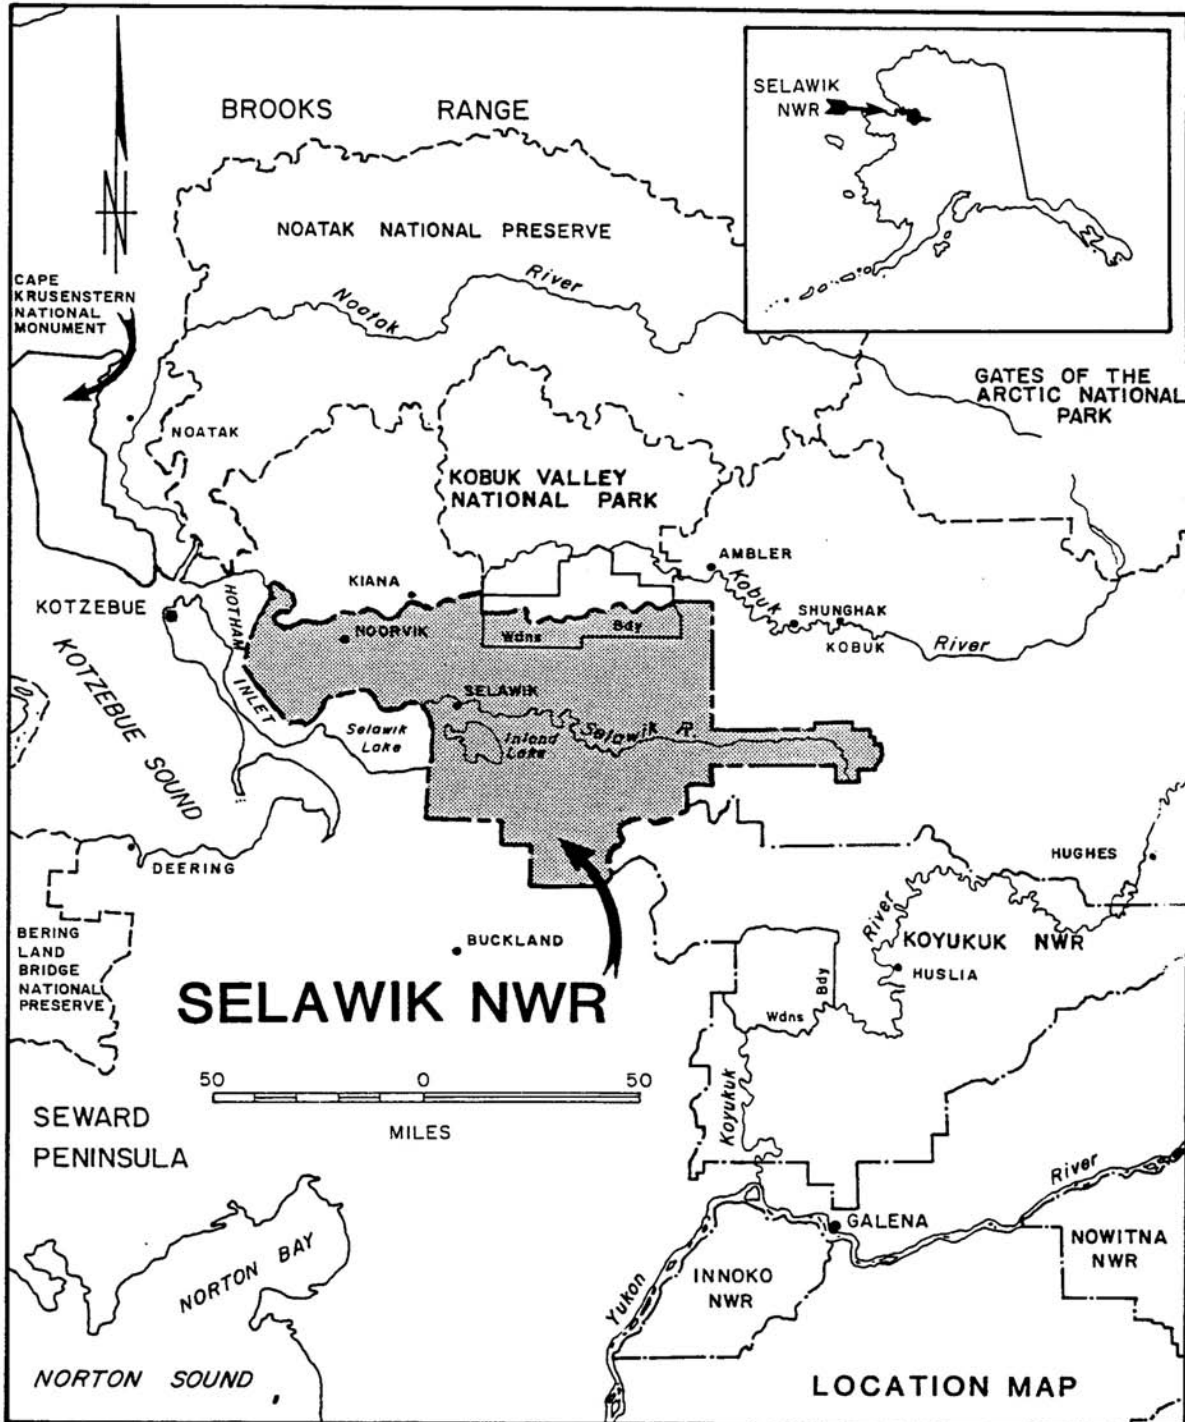 BROOKS RANGE
SELAWIK
NWR
NOATAK NATIONAL PRESERVE
Noatak River
CAPE
KRUSENSTERN
NATIONAL
MONUMENT
GATES OF THE
ARCTIC NATIONAL
PARK
NOATAK
KOBUK VALLEY
NATIONAL PARK
AMBLER
KIANA
KOTZEBUE
HOTHAM
INLET
NOORVIK
Wdns Bdy
Kobuk
SHUNGHAK
KOBUK
River
KOTZEBUE SOUND
SELAWIK
Selawik
Lake
Inland
Lake
Selawik R.
DEERING
HUGHES
BERING
LAND
BRIDGE
NATIONAL
PRESERVE
BUCKLAND
River
KOYUKUK NWR
HUSLIA
Bdy
Wdns
SELAWIK NWR
50 0 50
MILES
Koyukuk
SEWARD
PENINSULA
River
GALENA
NOWITNA
NWR
NORTON BAY
Yukon
INNOKO
NWR
NORTON SOUND
LOCATION MAP